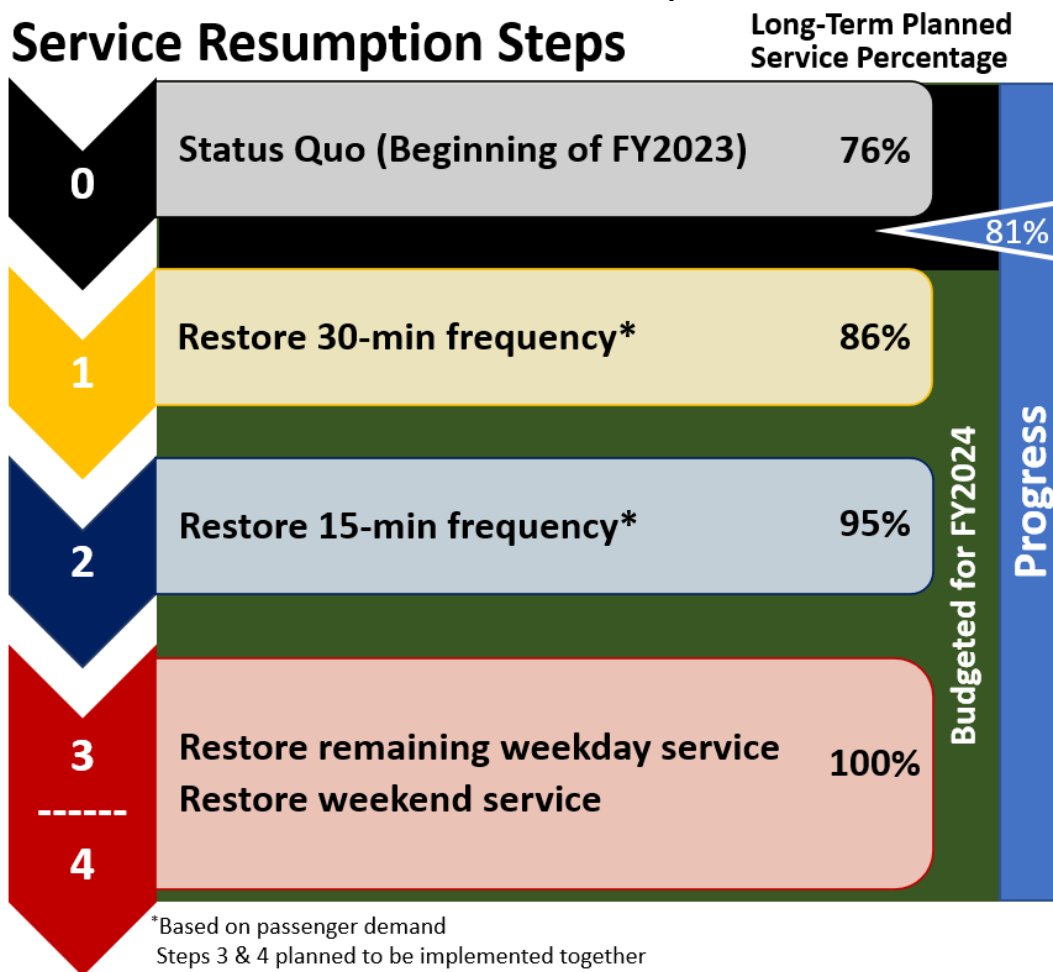 Service Resumption Steps
Long-Term Planned
Service Percentage
0
Status Quo (Beginning of FY2023)
76%
81%
1
Restore 30-min frequency*
86%
2
Restore 15-min frequency*
95%
3
------
4
Restore remaining weekday service
Restore weekend service
100%
Budgeted for FY2024
Progress
*Based on passenger demand
Steps 3 & 4 planned to be implemented together